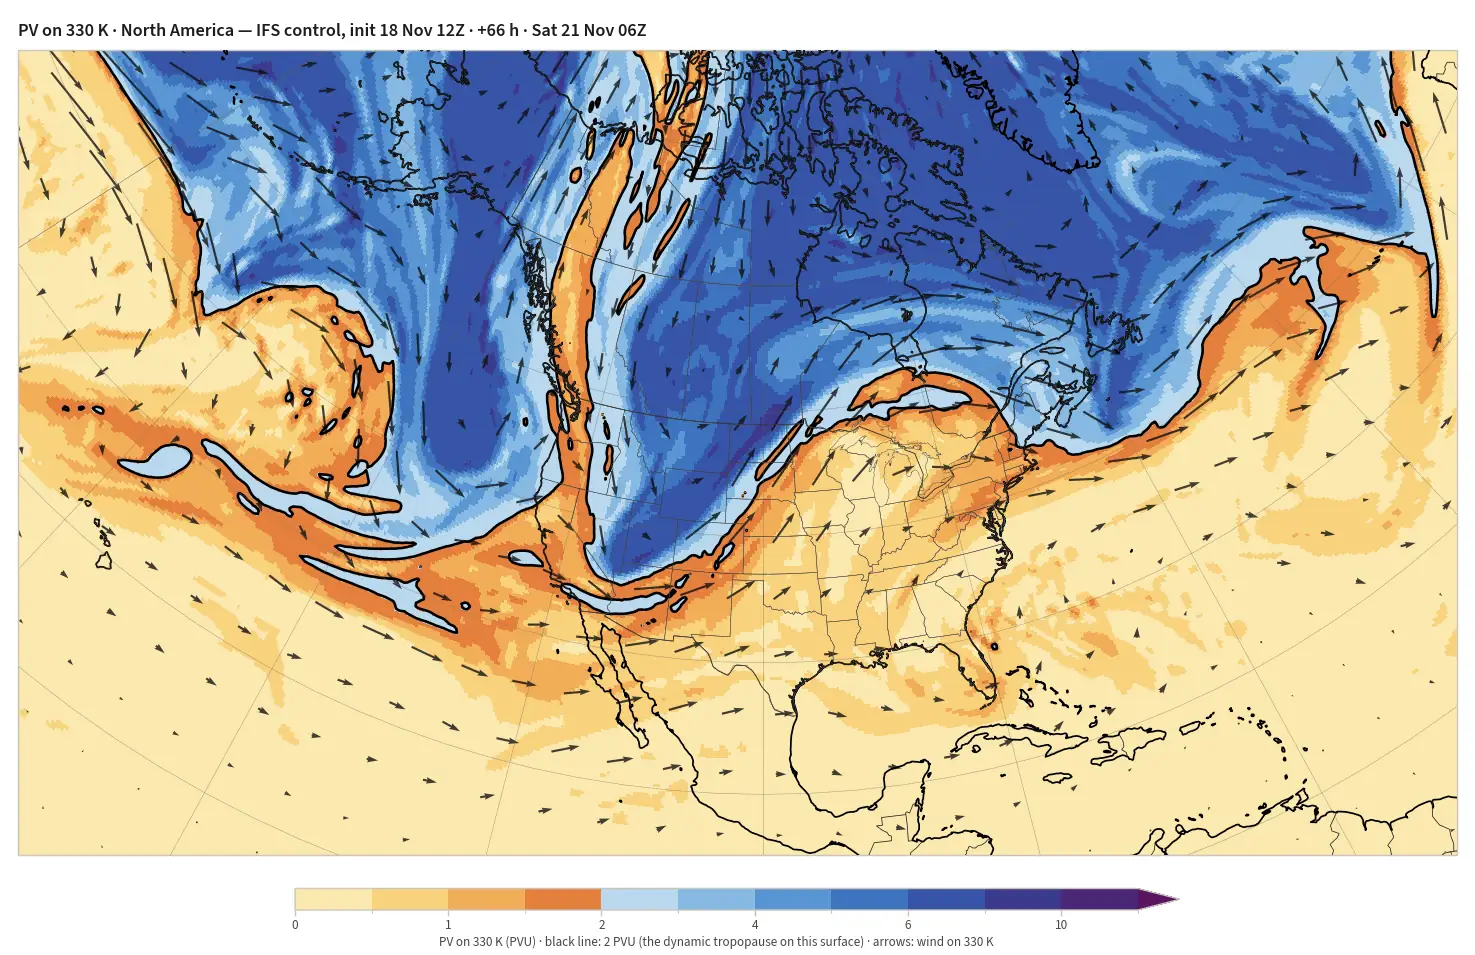 PV on 330 K · North America — IFS control, init 18 Nov 12Z · +66 h · Sat 21 Nov 06Z
0 1 2 4 6 10
PV on 330 K (PVU) · black line: 2 PVU (the dynamic tropopause on this surface) · arrows: wind on 330 K